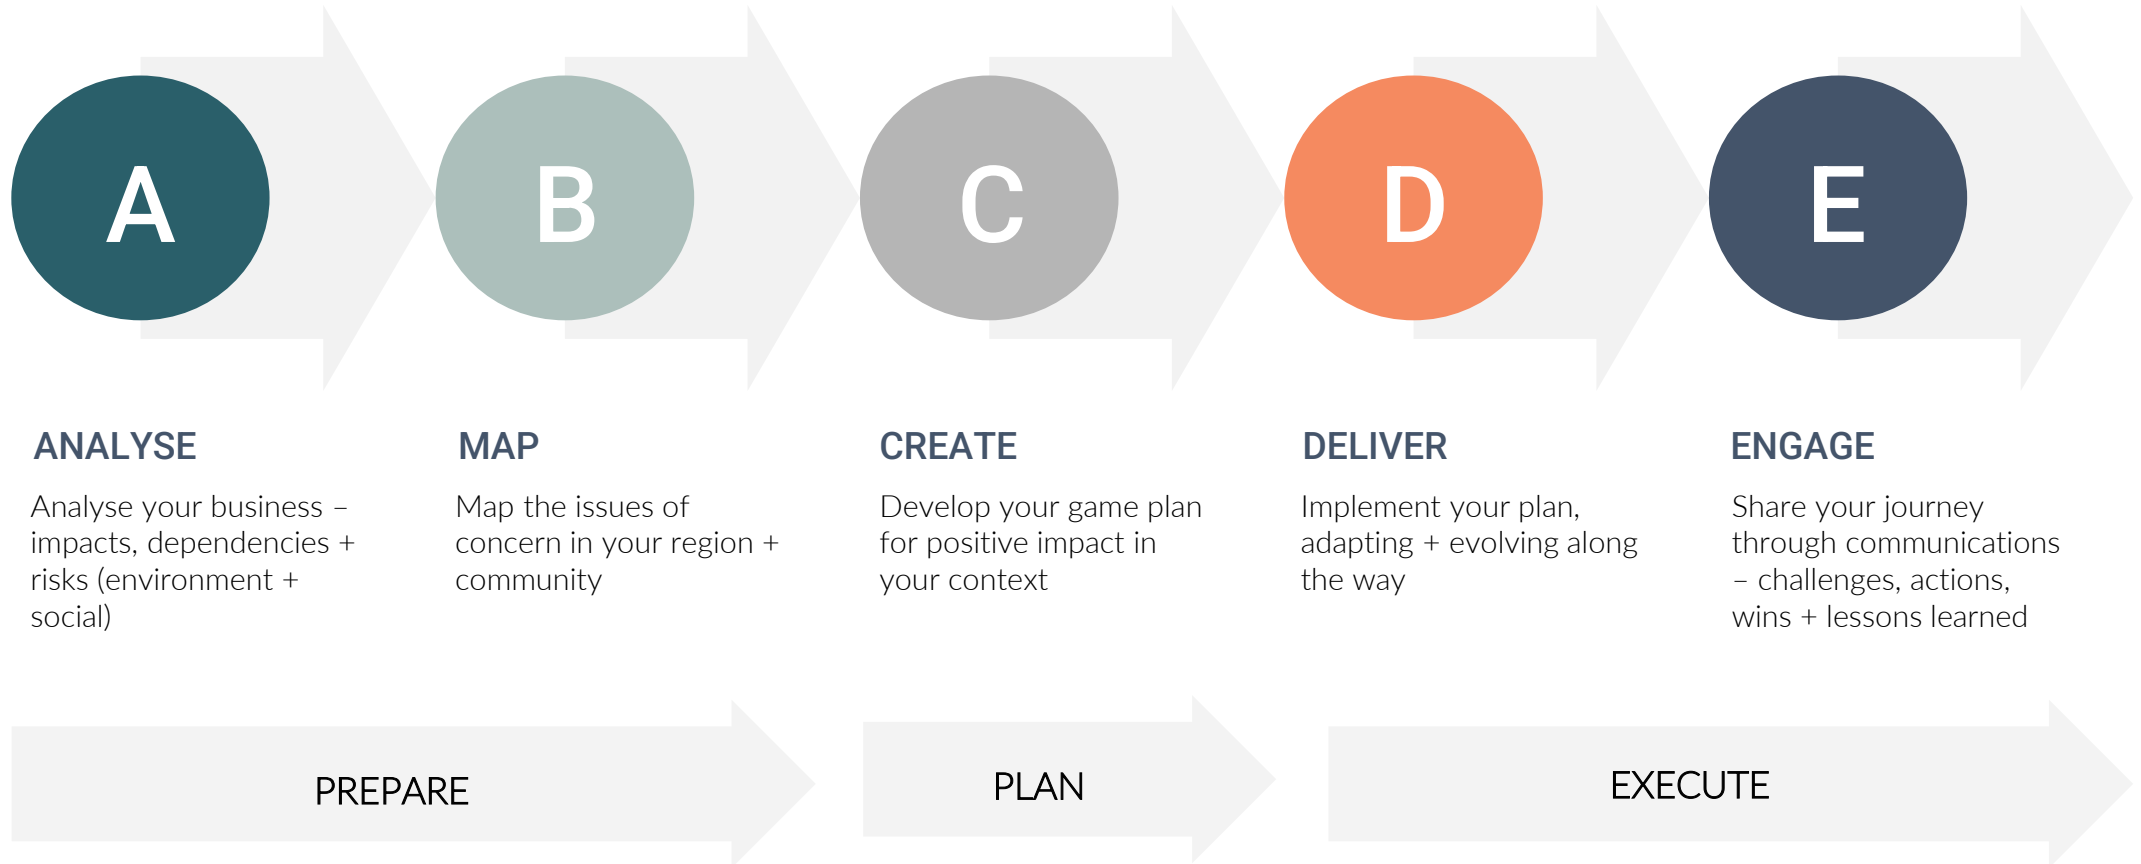 A
B
C
D
E
ANALYSE
Analyse your business –
impacts, dependencies +
risks (environment +
social)
MAP
Map the issues of
concern in your region +
community
CREATE
Develop your game plan
for positive impact in
your context
DELIVER
Implement your plan,
adapting + evolving along
the way
ENGAGE
Share your journey
through communications
– challenges, actions,
wins + lessons learned
PREPARE
PLAN
EXECUTE